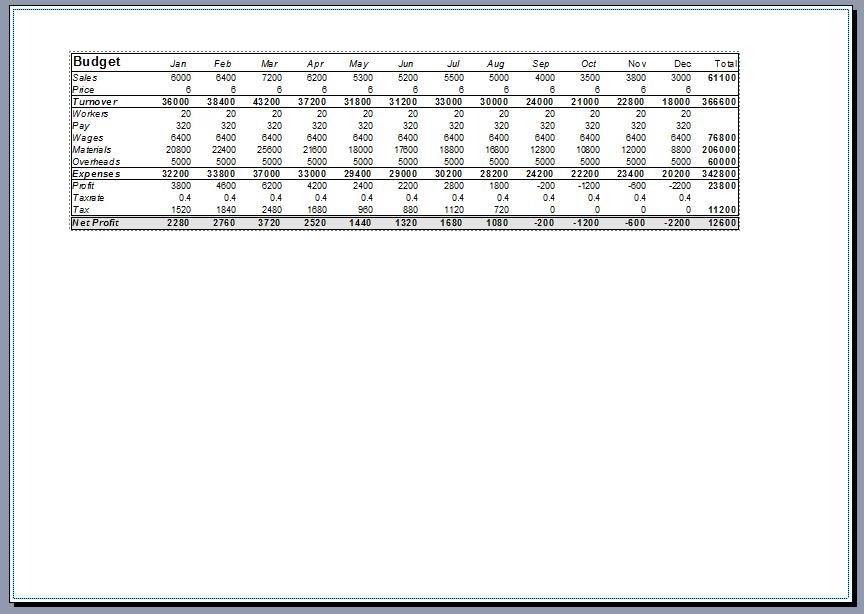 Budget Jan Feb Mar Apr May Jun Jul Aug Sep Oct Nov Dec Total
Sales 6000 6400 7200 6200 5300 5200 5500 5000 4000 3500 3800 3000 61100
Price 6 6 6 6 6 6 6 6 6 6 6 6
Turnover 36000 38400 43200 37200 31800 31200 33000 30000 24000 21000 22800 18000 366600
Workers 20 20 20 20 20 20 20 20 20 20 20 20
Pay 320 320 320 320 320 320 320 320 320 320 320 320
Wages 6400 6400 6400 6400 6400 6400 6400 6400 6400 6400 6400 6400 76800
Materials 20800 22400 25600 21600 18000 17600 18800 16800 12800 10800 12000 8800 206000
Overheads 5000 5000 5000 5000 5000 5000 5000 5000 5000 5000 5000 5000 60000
Expenses 32200 33800 37000 33000 29400 29000 30200 28200 24200 22200 23400 20200 342800
Profit 3800 4600 6200 4200 2400 2200 2800 1800 -200 -1200 -600 -2200 23800
Taxrate 0.4 0.4 0.4 0.4 0.4 0.4 0.4 0.4 0.4 0.4 0.4 0.4
Tax 1520 1840 2480 1680 960 880 1120 720 0 0 0 0 11200
Net Profit 2280 2760 3720 2520 1440 1320 1680 1080 -200 -1200 -600 -2200 12600